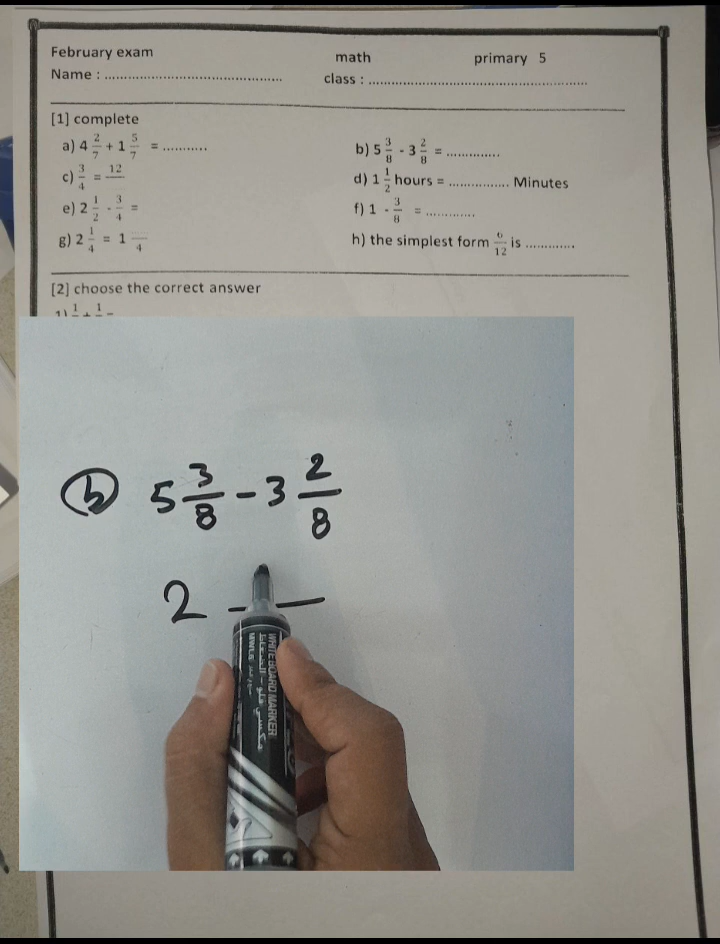 February exam math primary 5
Name : ............................................. class : .......................................................
[1] complete
a) 4 2/7 + 1 5/7 = ........... b) 5 3/8 - 3 2/8 = .............
c) 3/4 = 12/ d) 1 1/2 hours = ............... Minutes
e) 2 1/2 - 3/4 = f) 1 - 3/8 = .............
g) 2 1/4 = 1 /4 h) the simplest form 6/12 is .............
[2] choose the correct answer
b 5 3/8 - 3 2/8
2
WHITE BOARD MARKER